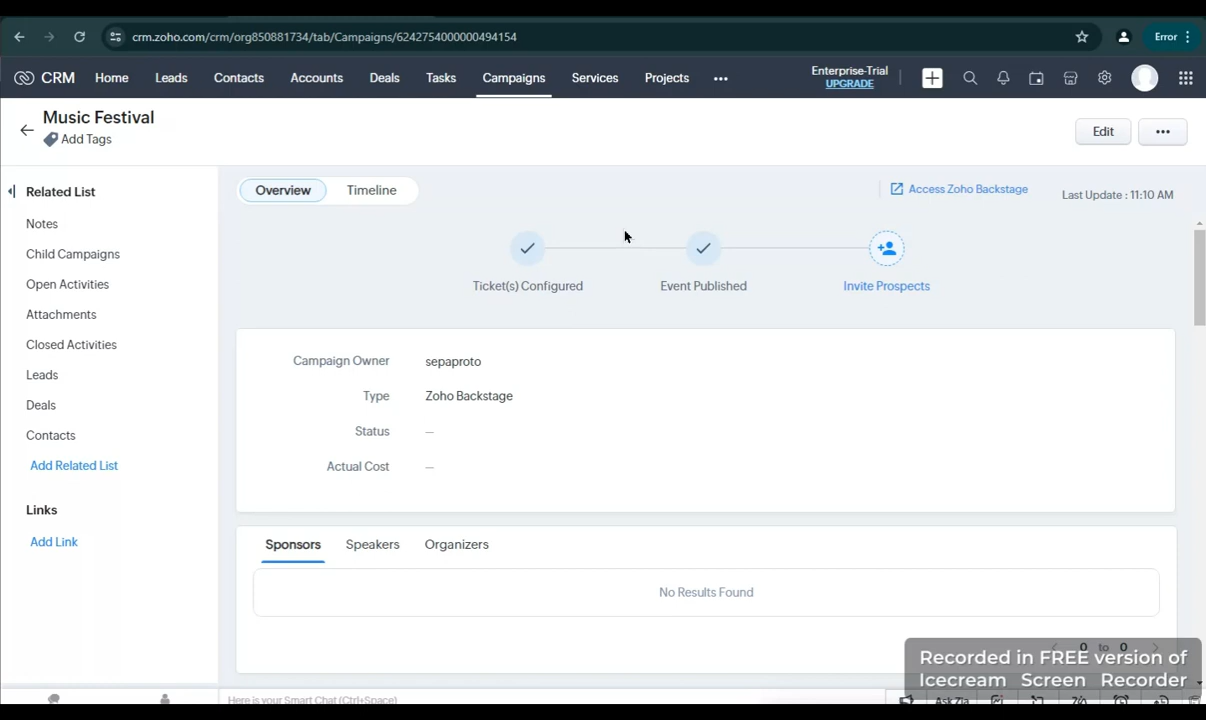 crm.zoho.com/crm/org850881734/tab/Campaigns/6242754000000494154
Error
CRM Home Leads Contacts Accounts Deals Tasks Campaigns Services Projects
Enterprise-Trial
UPGRADE
Music Festival
Add Tags
Edit
Related List
Notes
Child Campaigns
Open Activities
Attachments
Closed Activities
Leads
Deals
Contacts
Add Related List
Links
Add Link
Overview Timeline
Access Zoho Backstage
Last Update : 11:10 AM
Ticket(s) Configured
Event Published
Invite Prospects
Campaign Owner sepaproto
Type Zoho Backstage
Status —
Actual Cost —
Sponsors Speakers Organizers
No Results Found
0 to 0
Here is your Smart Chat (Ctrl+Space)
Ask Zia
Recorded in FREE version of
Icecream Screen Recorder